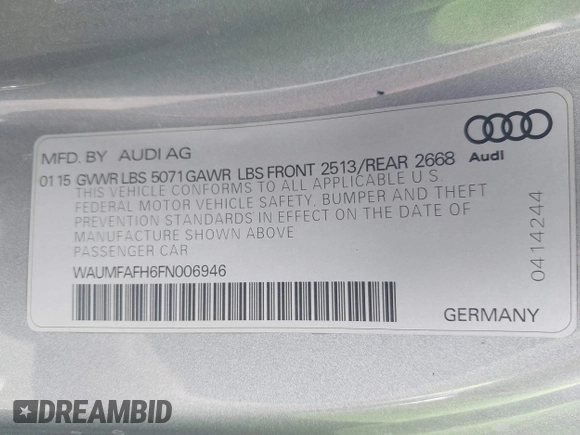 MFD. BY AUDI AG
Audi
01 15 GVWR LBS 5071 GAWR LBS FRONT 2513/REAR 2668
THIS VEHICLE CONFORMS TO ALL APPLICABLE U S
FEDERAL MOTOR VEHICLE SAFETY, BUMPER AND THEFT
PREVENTION STANDARDS IN EFFECT ON THE DATE OF
MANUFACTURE SHOWN ABOVE
PASSENGER CAR
WAUMFAFH6FN006946
0414244
GERMANY
DREAMBID